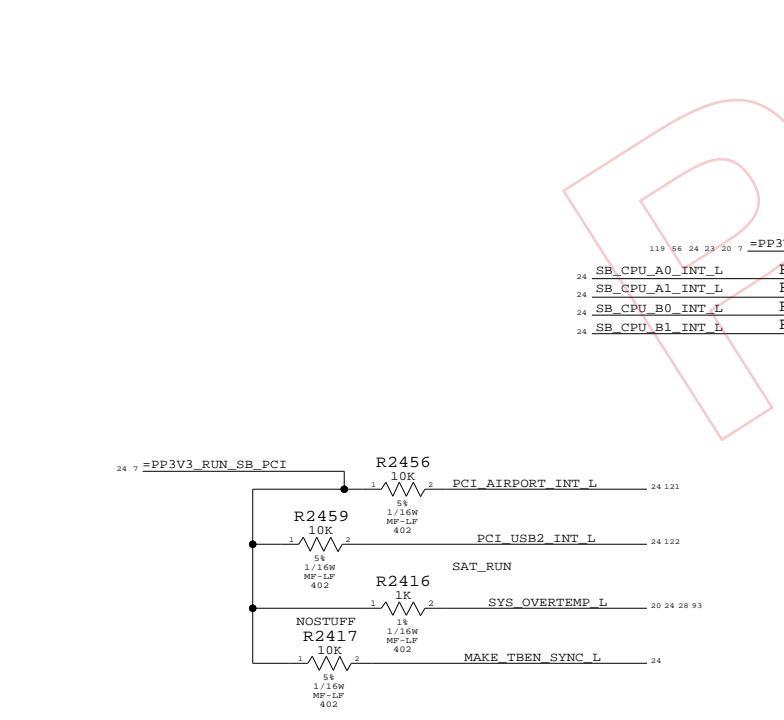 119 56 24 23 20 7 =PP3V
24 SB_CPU_A0_INT_L
24 SB_CPU_A1_INT_L
24 SB_CPU_B0_INT_L
24 SB_CPU_B1_INT_L
24 7 =PP3V3_RUN_SB_PCI
R2456
10K
1 2 PCI_AIRPORT_INT_L 24 121
5%
1/16W
MF-LF
402
R2459
10K
1 2 PCI_USB2_INT_L 24 122
5%
1/16W
MF-LF
402
SAT_RUN
R2416
1K
1 2 SYS_OVERTEMP_L 20 24 28 93
1%
1/16W
MF-LF
402
NOSTUFF
R2417
10K
1 2 MAKE_TBEN_SYNC_L 24
5%
1/16W
MF-LF
402